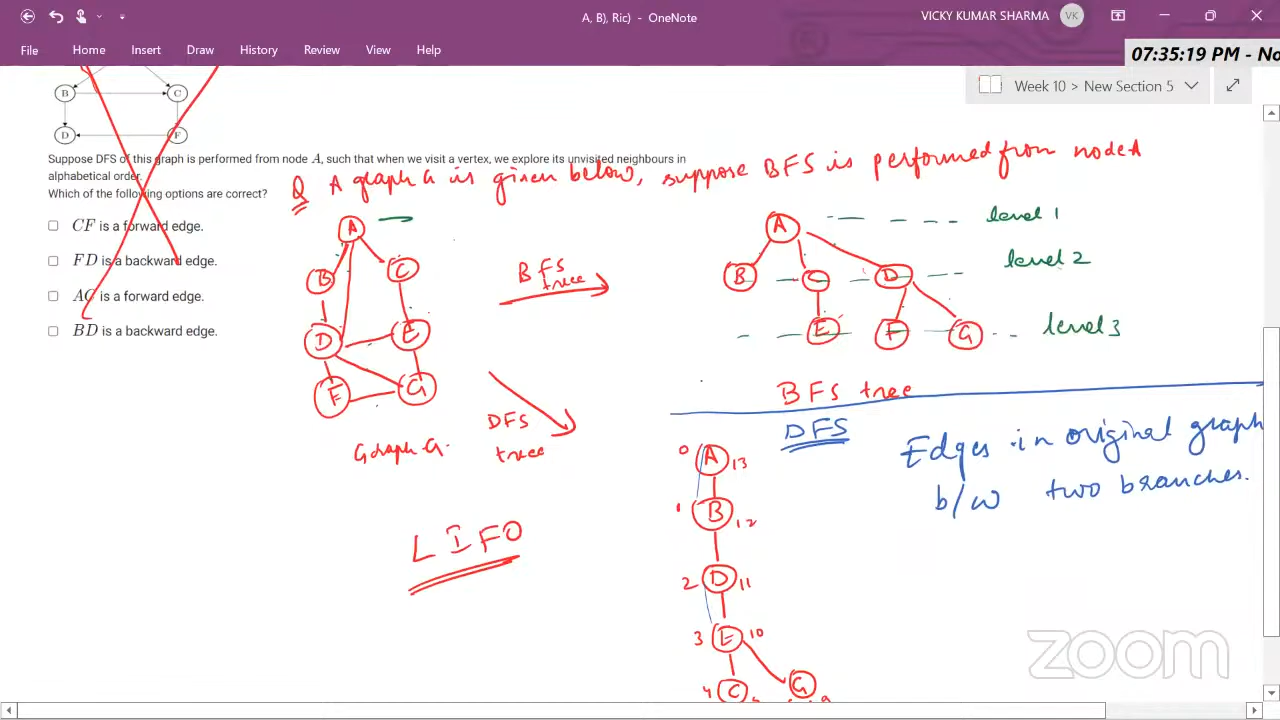 A, B), Ric) - OneNote
VICKY KUMAR SHARMA
VK
File
Home
Insert
Draw
History
Review
View
Help
07:35:19 PM - No
Week 10 > New Section 5
B
C
D
F
Suppose DFS of this graph is performed from node A, such that when we visit a vertex, we explore its unvisited neighbours in
alphabetical order.
Which of the following options are correct?
CF is a forward edge.
FD is a backward edge.
AC is a forward edge.
BD is a backward edge.
Q A graph G is given below, suppose BFS is performed from node A
A
B
C
D
E
F
G
Graph G.
BFS
tree
DFS
tree
LIFO
A
level 1
B
C
D
level 2
E
F
G
level 3
BFS tree
DFS
Edges in original graph
b/w two branches.
0 A 13
1 B 12
2 D 11
3 E 10
4 C
G
zoom